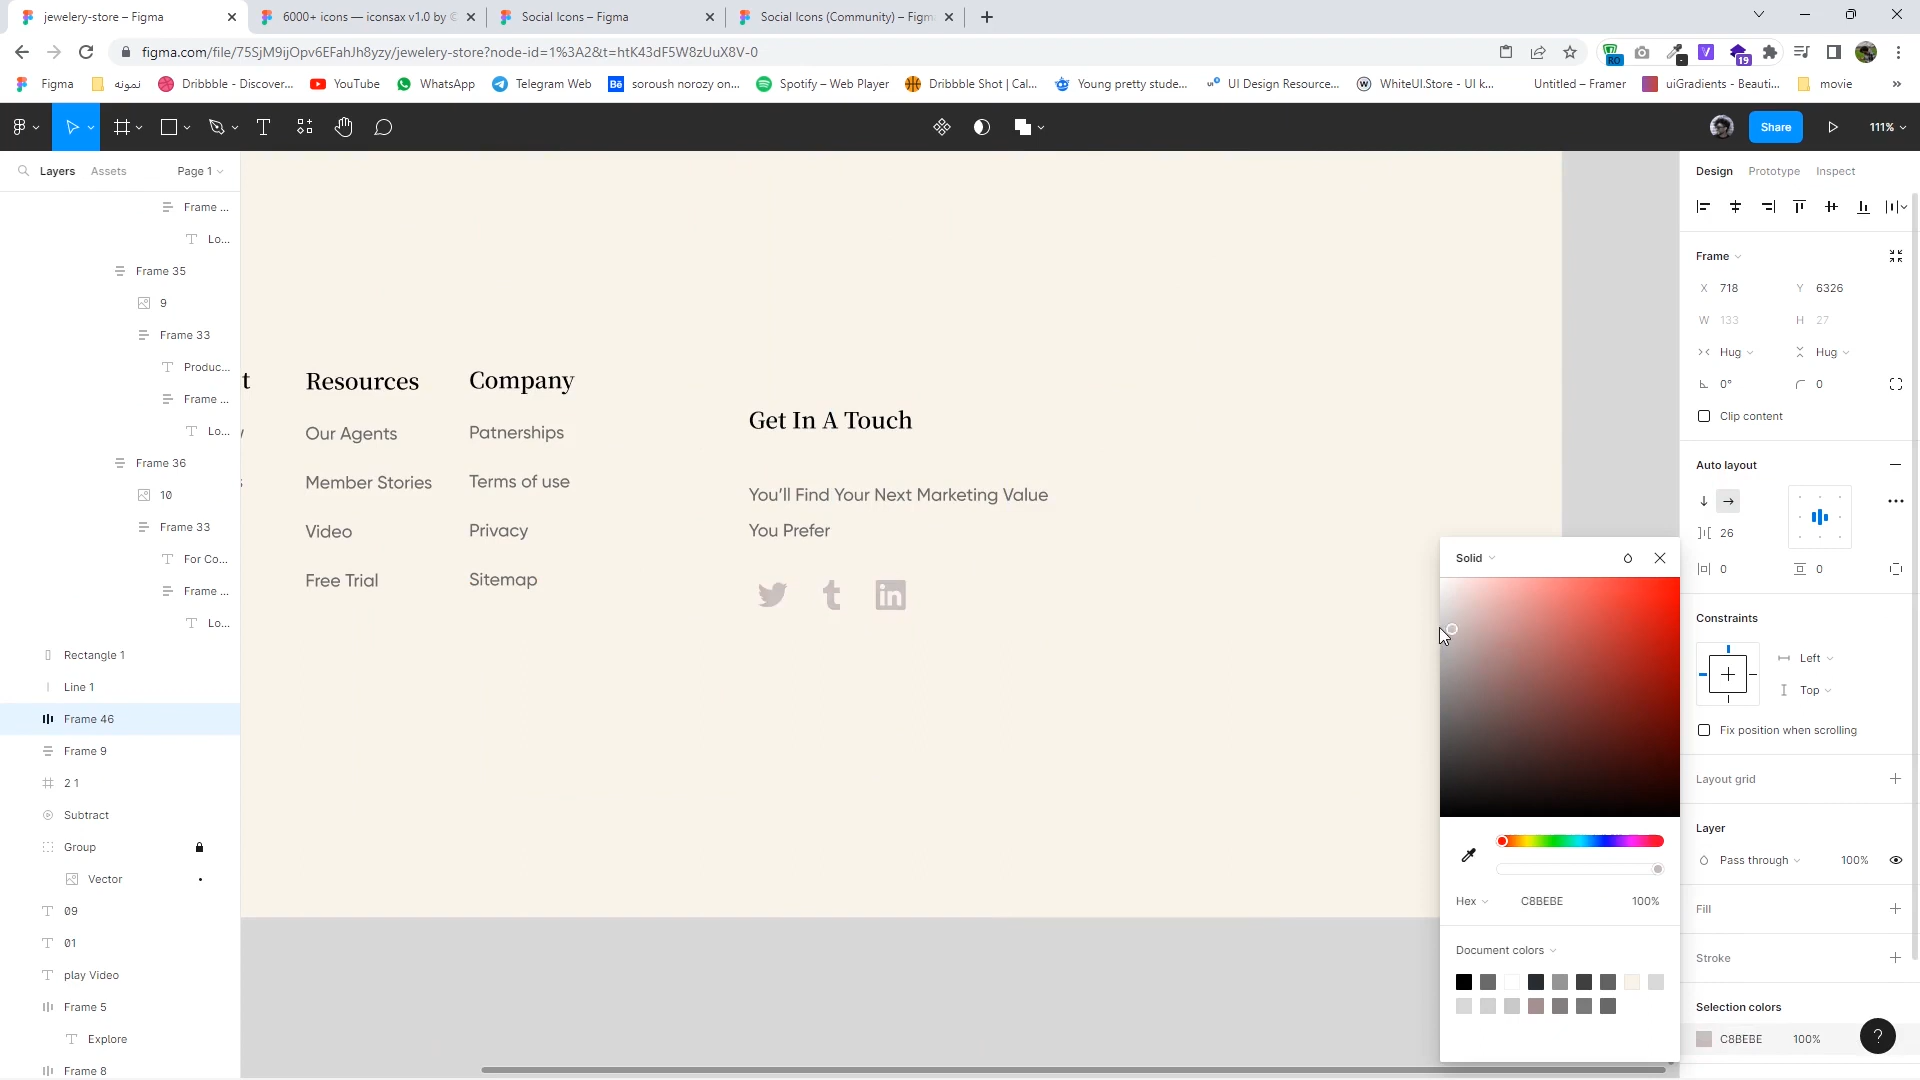 jewelery-store – Figma
6000+ icons — iconsax v1.0 by
Social Icons – Figma
Social Icons (Community) – Figm
figma.com/file/75SjM9ijOpv6EFahJh8yzy/jewelery-store?node-id=1%3A2&t=htK43dF5W8zUuX8V-0
RO
19
Figma
نمونه
Dribbble - Discover...
YouTube
WhatsApp
Telegram Web
Bē
soroush norozy on...
Spotify – Web Player
Dribbble Shot | Cal...
Young pretty stude...
UI Design Resource...
WhiteUI.Store - UI k...
Untitled – Framer
uiGradients - Beauti...
movie
»
Share
111%
Layers Assets Page 1
Design Prototype Inspect
Frame ...
Lo...
Frame 35
9
Frame 33
Produc...
Frame ...
Lo...
Frame 36
10
Frame 33
For Co...
Frame ...
Lo...
Rectangle 1
Line 1
Frame 46
Frame 9
2 1
Subtract
Group
Vector
09
01
play Video
Frame 5
Explore
Frame 8
t
Resources
Our Agents
Member Stories
Video
Free Trial
Company
Patnerships
Terms of use
Privacy
Sitemap
Get In A Touch
You’ll Find Your Next Marketing Value
You Prefer
Solid
Hex C8BEBE 100%
Document colors
Frame
X 718 Y 6326
W 133 H 27
Hug Hug
0° 0
Clip content
Auto layout
26
0 0
Constraints
Left
Top
Fix position when scrolling
Layout grid
Layer
Pass through 100%
Fill
Stroke
Selection colors
C8BEBE 100%
?